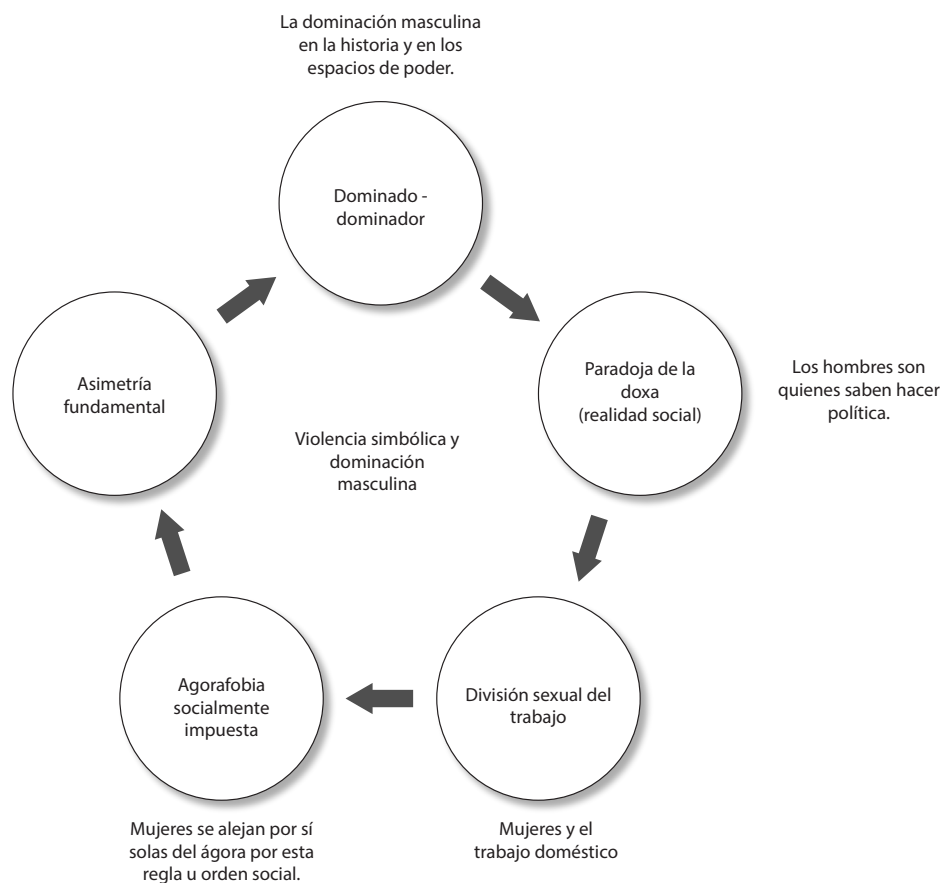 La dominación masculina
en la historia y en los
espacios de poder.
Dominado -
dominador
Paradoja de la
doxa
(realidad social)
Los hombres son
quienes saben hacer
política.
Asimetría
fundamental
Violencia simbólica y
dominación
masculina
Agorafobia
socialmente
impuesta
División sexual del
trabajo
Mujeres se alejan por sí
solas del ágora por esta
regla u orden social.
Mujeres y el
trabajo doméstico